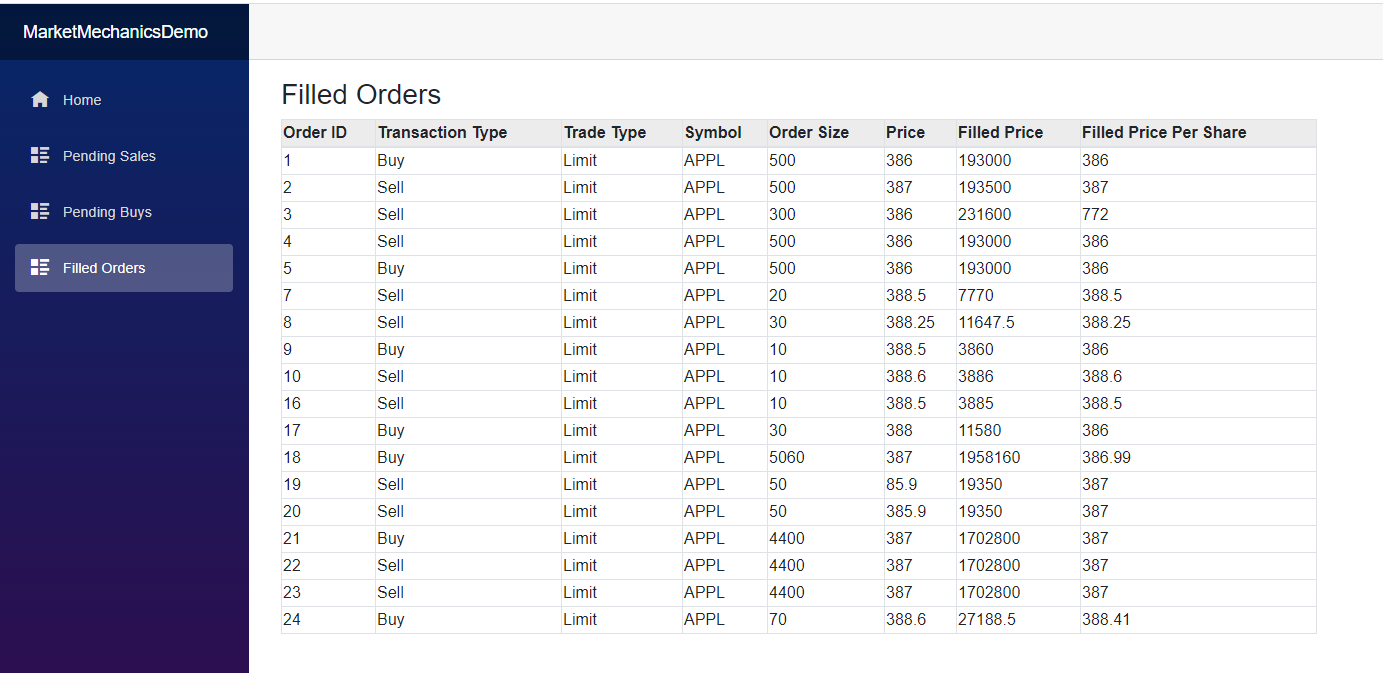 MarketMechanicsDemo
Home
Pending Sales
Pending Buys
Filled Orders
Filled Orders
Order ID Transaction Type Trade Type Symbol Order Size Price Filled Price Filled Price Per Share
1 Buy Limit APPL 500 386 193000 386
2 Sell Limit APPL 500 387 193500 387
3 Sell Limit APPL 300 386 231600 772
4 Sell Limit APPL 500 386 193000 386
5 Buy Limit APPL 500 386 193000 386
7 Sell Limit APPL 20 388.5 7770 388.5
8 Sell Limit APPL 30 388.25 11647.5 388.25
9 Buy Limit APPL 10 388.5 3860 386
10 Sell Limit APPL 10 388.6 3886 388.6
16 Sell Limit APPL 10 388.5 3885 388.5
17 Buy Limit APPL 30 388 11580 386
18 Buy Limit APPL 5060 387 1958160 386.99
19 Sell Limit APPL 50 85.9 19350 387
20 Sell Limit APPL 50 385.9 19350 387
21 Buy Limit APPL 4400 387 1702800 387
22 Sell Limit APPL 4400 387 1702800 387
23 Sell Limit APPL 4400 387 1702800 387
24 Buy Limit APPL 70 388.6 27188.5 388.41